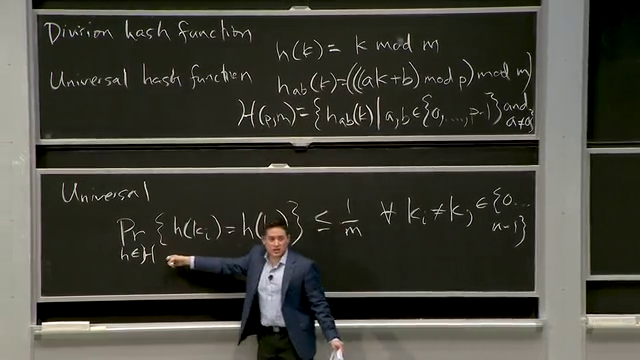 Division hash function h(k) = k mod m
Universal hash function hab(k) = (((ak+b) mod p) mod m)
H(p,m) = {hab(k) | a,b ∈ {0,...,p-1} and a≠0}
Universal
Pr {h(ki) = h( )} ≤ 1/m ∀ ki ≠ kj ∈ {0... u-1}
h∈H